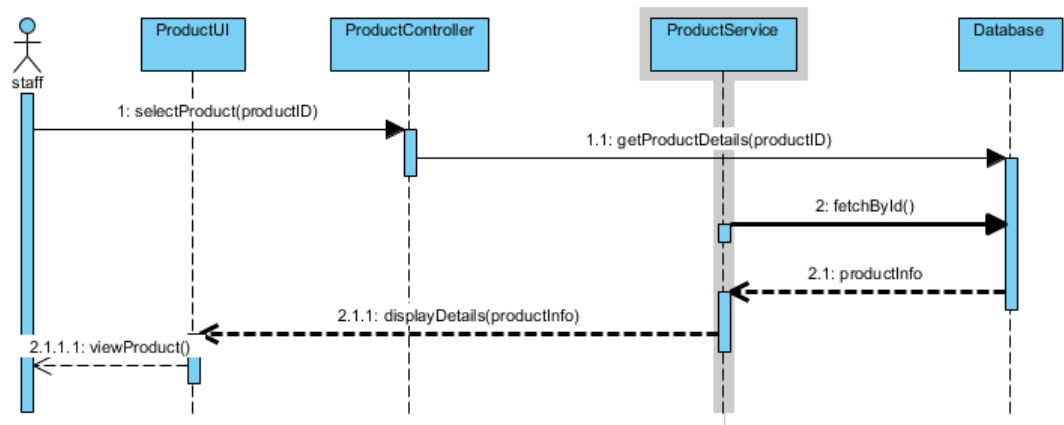 ProductUI
ProductController
ProductService
Database
staff
1: selectProduct(productID)
1.1: getProductDetails(productID)
2: fetchById()
2.1: productInfo
2.1.1: displayDetails(productInfo)
2.1.1.1: viewProduct()